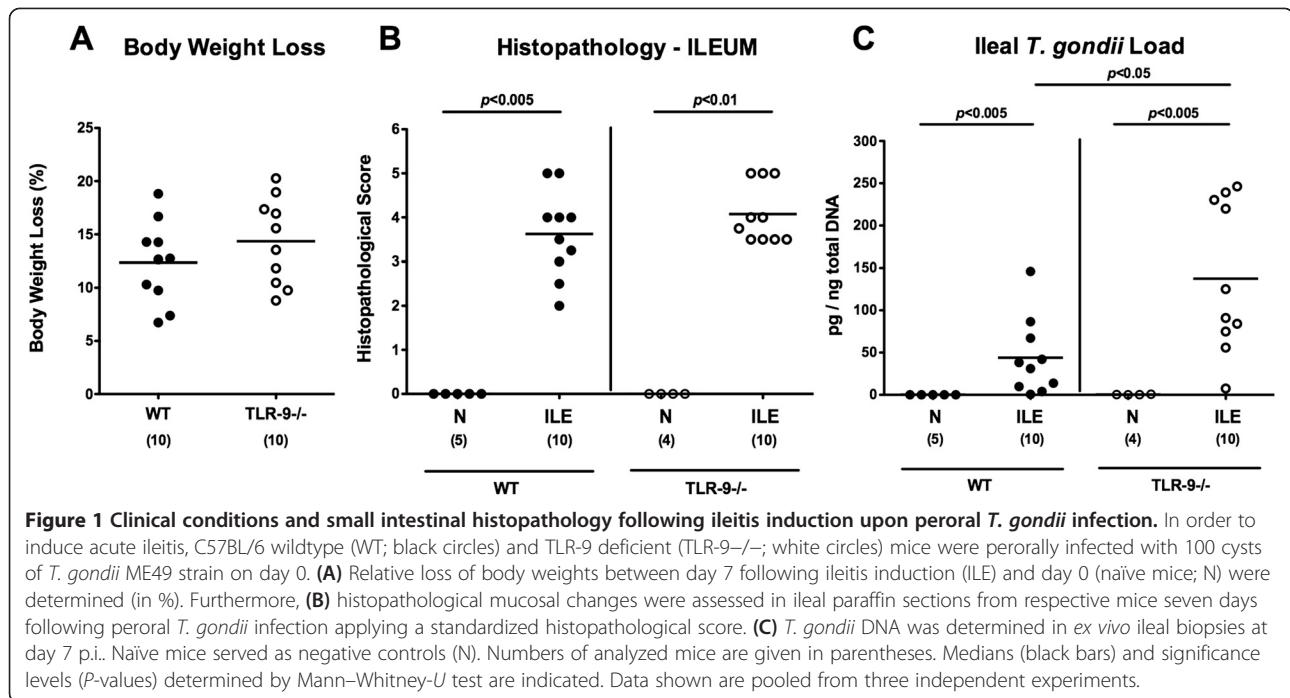 A Body Weight Loss
Body Weight Loss (%)
25
20
15
10
5
0
WT TLR-9-/-
(10) (10)
B Histopathology - ILEUM
p<0.005 p<0.01
Histopathological Score
6
5
4
3
2
1
0
N ILE N ILE
(5) (10) (4) (10)
WT TLR-9-/-
C Ileal T. gondii Load
p<0.05
p<0.005 p<0.005
pg / ng total DNA
300
250
200
150
100
50
0
N ILE N ILE
(5) (10) (4) (10)
WT TLR-9-/-
Figure 1 Clinical conditions and small intestinal histopathology following ileitis induction upon peroral T. gondii infection. In order to
induce acute ileitis, C57BL/6 wildtype (WT; black circles) and TLR-9 deficient (TLR-9−/−; white circles) mice were perorally infected with 100 cysts
of T. gondii ME49 strain on day 0. (A) Relative loss of body weights between day 7 following ileitis induction (ILE) and day 0 (naïve mice; N) were
determined (in %). Furthermore, (B) histopathological mucosal changes were assessed in ileal paraffin sections from respective mice seven days
following peroral T. gondii infection applying a standardized histopathological score. (C) T. gondii DNA was determined in ex vivo ileal biopsies at
day 7 p.i.. Naïve mice served as negative controls (N). Numbers of analyzed mice are given in parentheses. Medians (black bars) and significance
levels (P-values) determined by Mann–Whitney-U test are indicated. Data shown are pooled from three independent experiments.